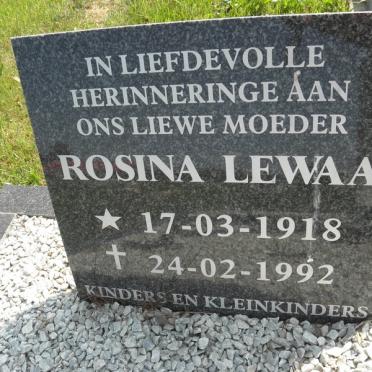 IN LIEFDEVOLLE
HERINNERINGE AAN
ONS LIEWE MOEDER
ROSINA LEWAA
17-03-1918
24-02-1992
KINDERS EN KLEINKINDERS